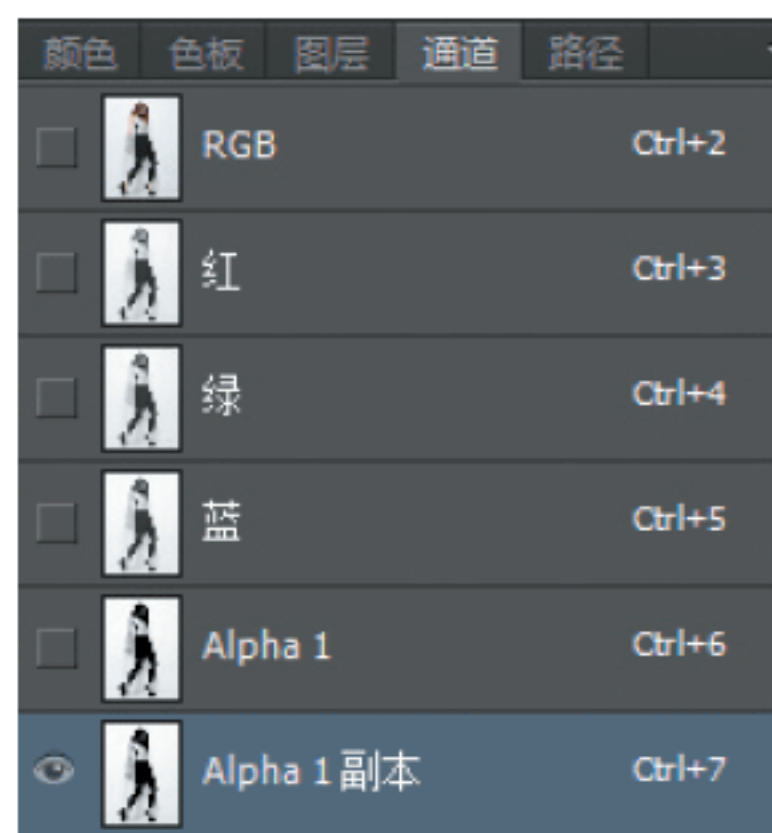 颜色 色板 图层 通道 路径
RGB Ctrl+2
红 Ctrl+3
绿 Ctrl+4
蓝 Ctrl+5
Alpha 1 Ctrl+6
Alpha 1 副本 Ctrl+7